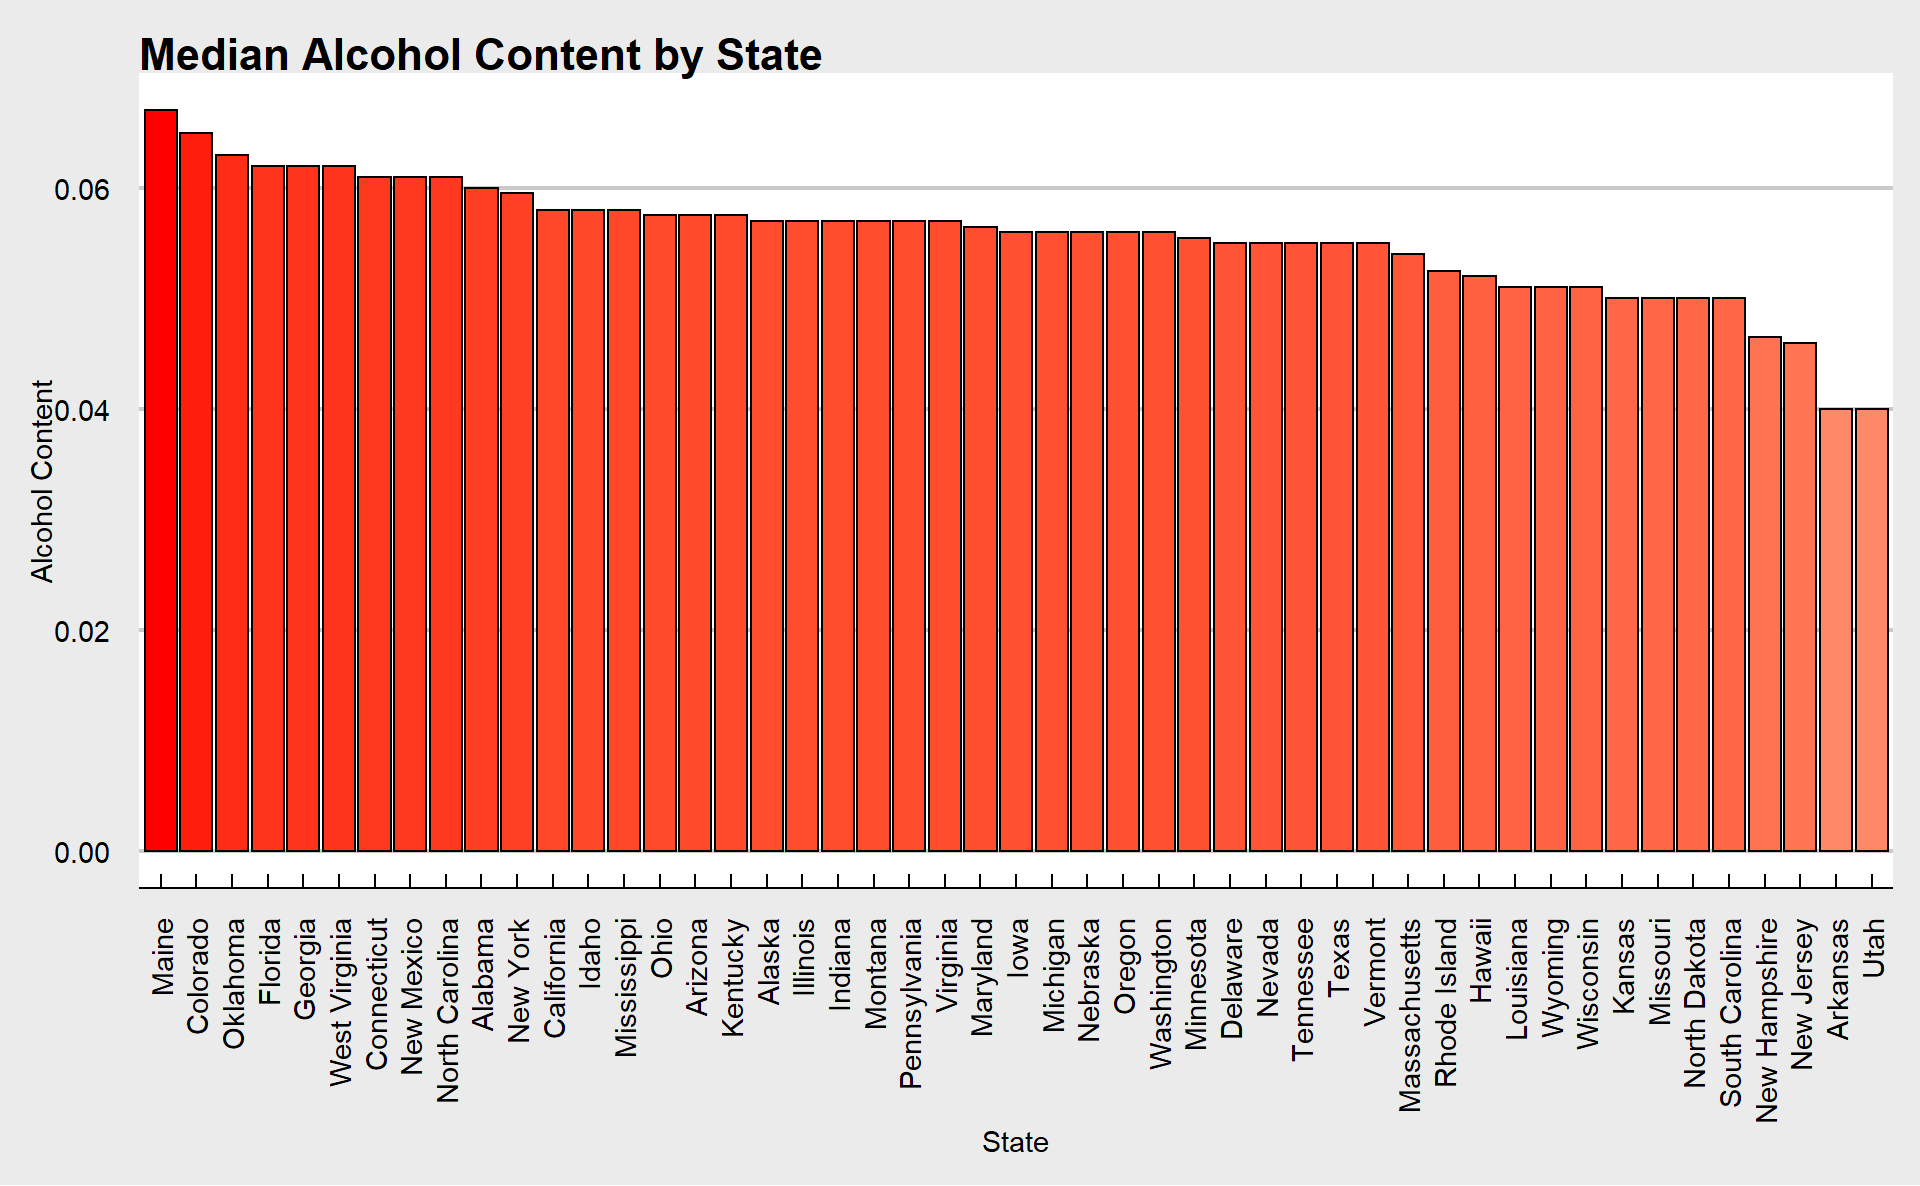 Median Alcohol Content by State
Alcohol Content
0.06
0.04
0.02
0.00
Maine
Colorado
Oklahoma
Florida
Georgia
West Virginia
Connecticut
New Mexico
North Carolina
Alabama
New York
California
Idaho
Mississippi
Ohio
Arizona
Kentucky
Alaska
Illinois
Indiana
Montana
Pennsylvania
Virginia
Maryland
Iowa
Michigan
Nebraska
Oregon
Washington
Minnesota
Delaware
Nevada
Tennessee
Texas
Vermont
Massachusetts
Rhode Island
Hawaii
Louisiana
Wyoming
Wisconsin
Kansas
Missouri
North Dakota
South Carolina
New Hampshire
New Jersey
Arkansas
Utah
State